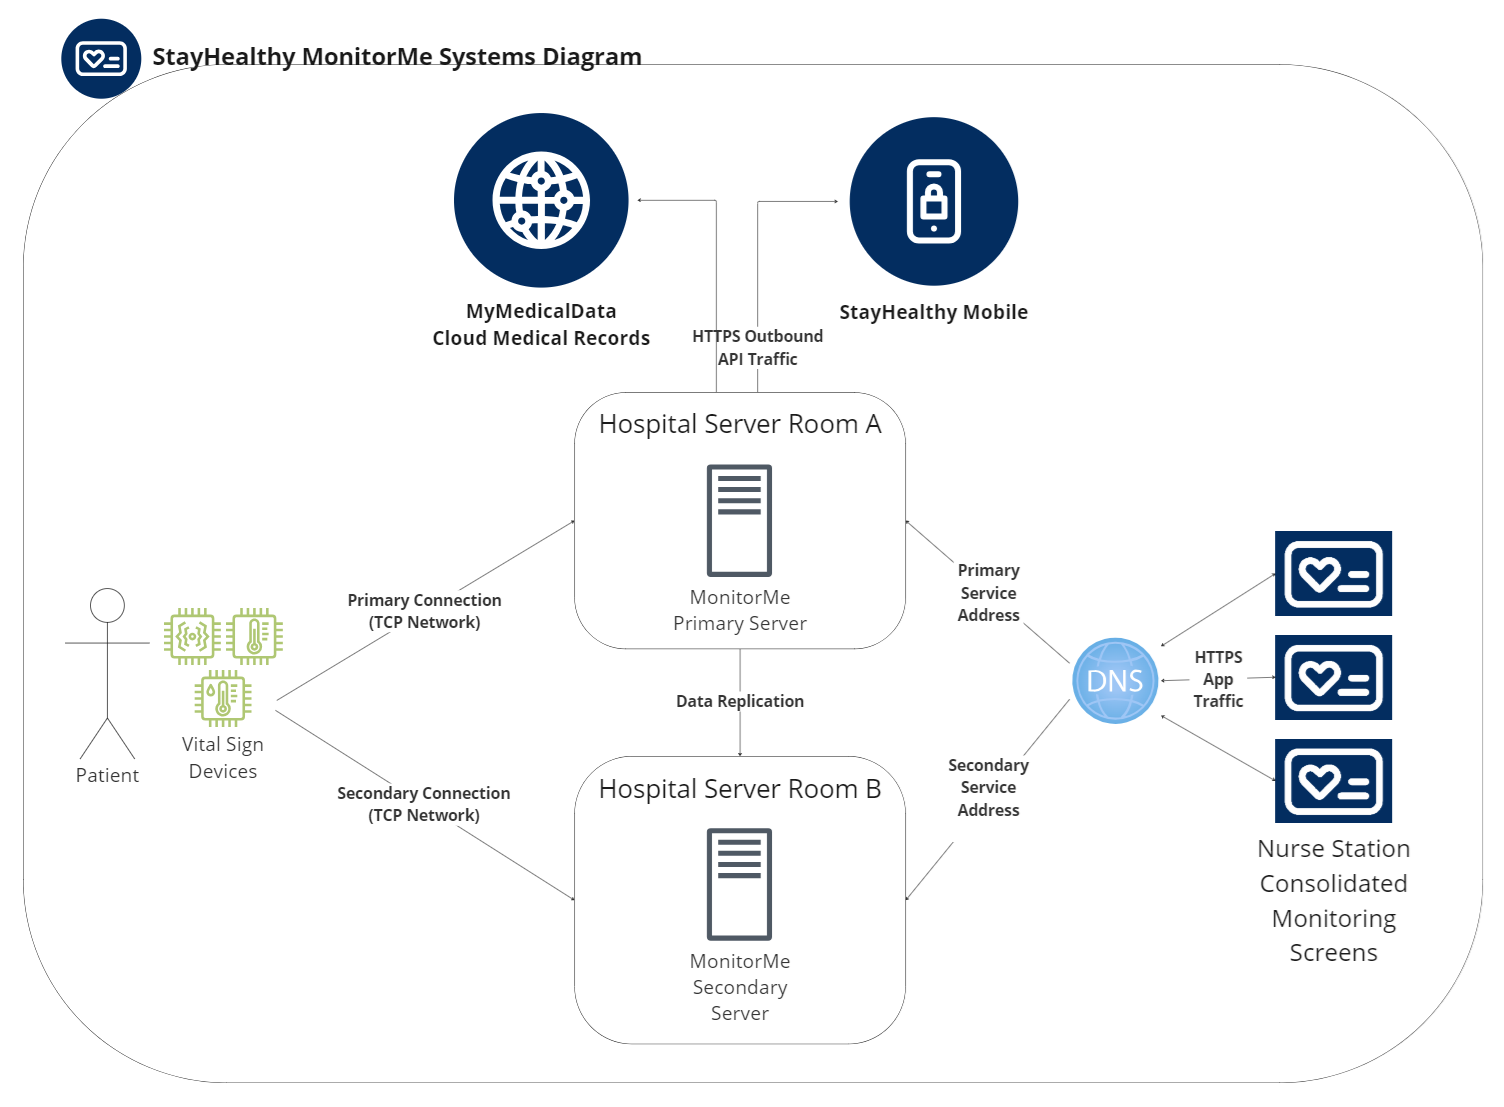 StayHealthy MonitorMe Systems Diagram
MyMedicalData
Cloud Medical Records
StayHealthy Mobile
HTTPS Outbound
API Traffic
Hospital Server Room A
MonitorMe
Primary Server
Primary Connection
(TCP Network)
Primary
Service
Address
Patient
Vital Sign
Devices
DNS
HTTPS
App
Traffic
Data Replication
Secondary Connection
(TCP Network)
Secondary
Service
Address
Hospital Server Room B
MonitorMe
Secondary
Server
Nurse Station
Consolidated
Monitoring
Screens